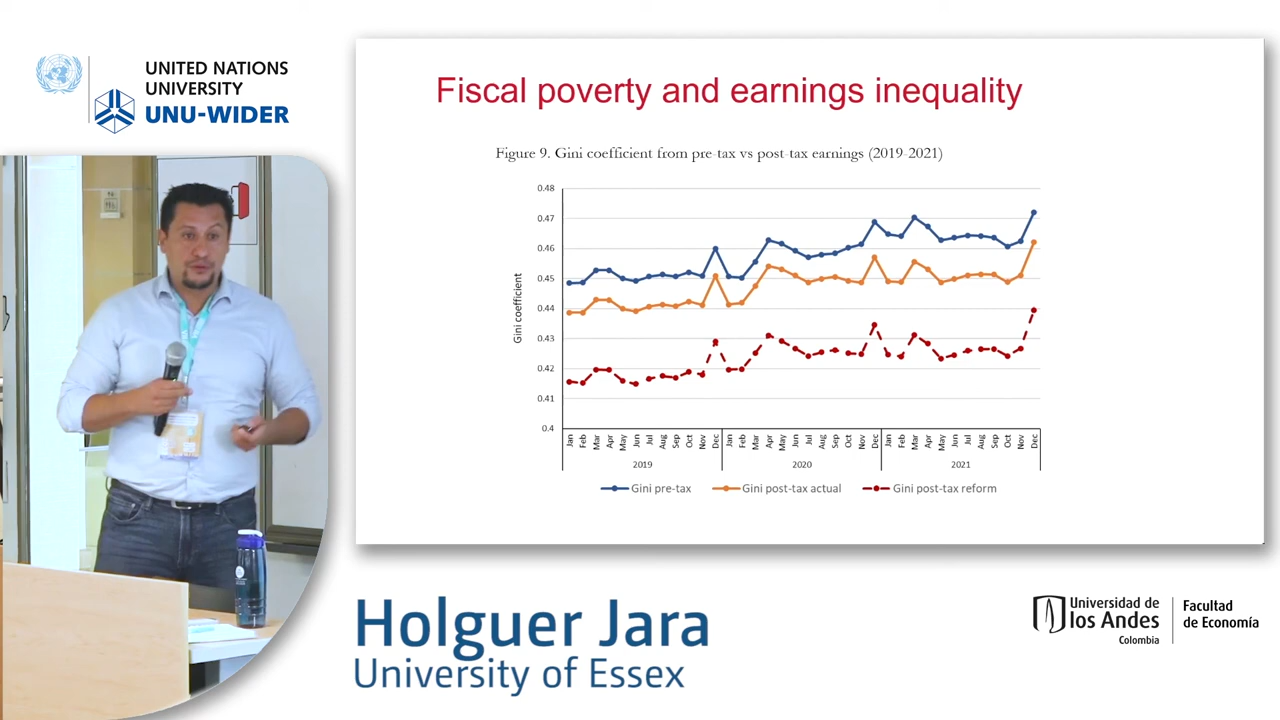 UNITED NATIONS
UNIVERSITY
UNU-WIDER
Fiscal poverty and earnings inequality
Figure 9. Gini coefficient from pre-tax vs post-tax earnings (2019-2021)
Gini coefficient
0.48
0.47
0.46
0.45
0.44
0.43
0.42
0.41
0.4
Jan Feb Mar Apr May Jun Jul Aug Sep Oct Nov Dec Jan Feb Mar Apr May Jun Jul Aug Sep Oct Nov Dec Jan Feb Mar Apr May Jun Jul Aug Sep Oct Nov Dec
2019 2020 2021
Gini pre-tax Gini post-tax actual Gini post-tax reform
Holguer Jara
University of Essex
Universidad de
los Andes
Colombia
Facultad
de Economía